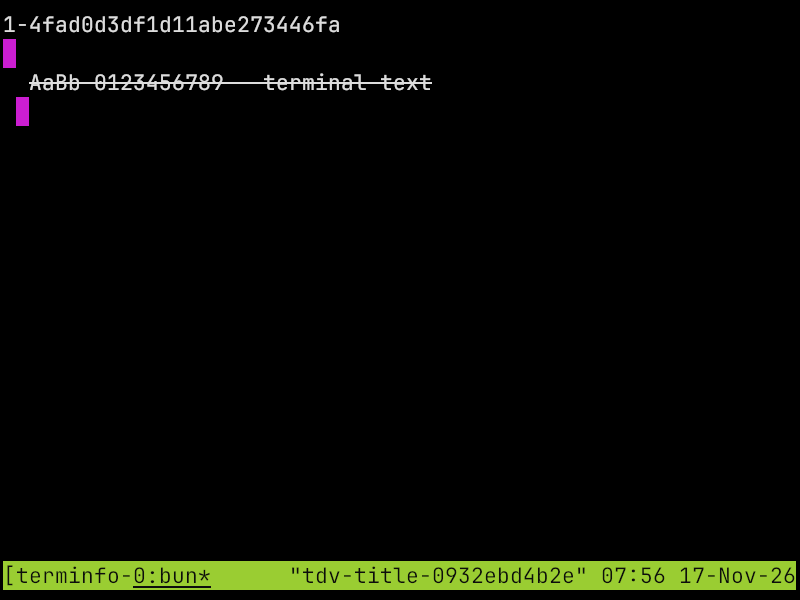 1-4fad0d3df1d11abe273446fa
AaBb 0123456789   terminal text
[terminfo-0:bun*      "tdv-title-0932ebd4b2e" 07:56 17-Nov-26